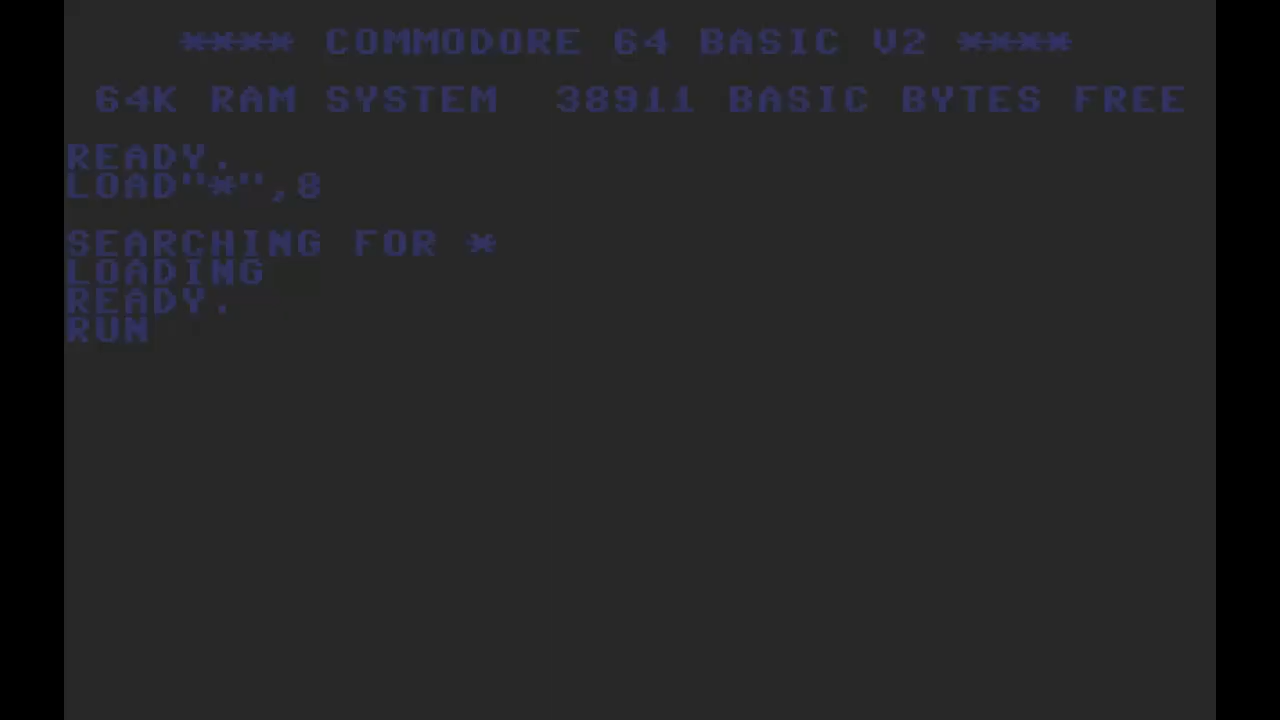 **** COMMODORE 64 BASIC V2 ****
64K RAM SYSTEM  38911 BASIC BYTES FREE
READY.
LOAD"*",8
SEARCHING FOR *
LOADING
READY.
RUN